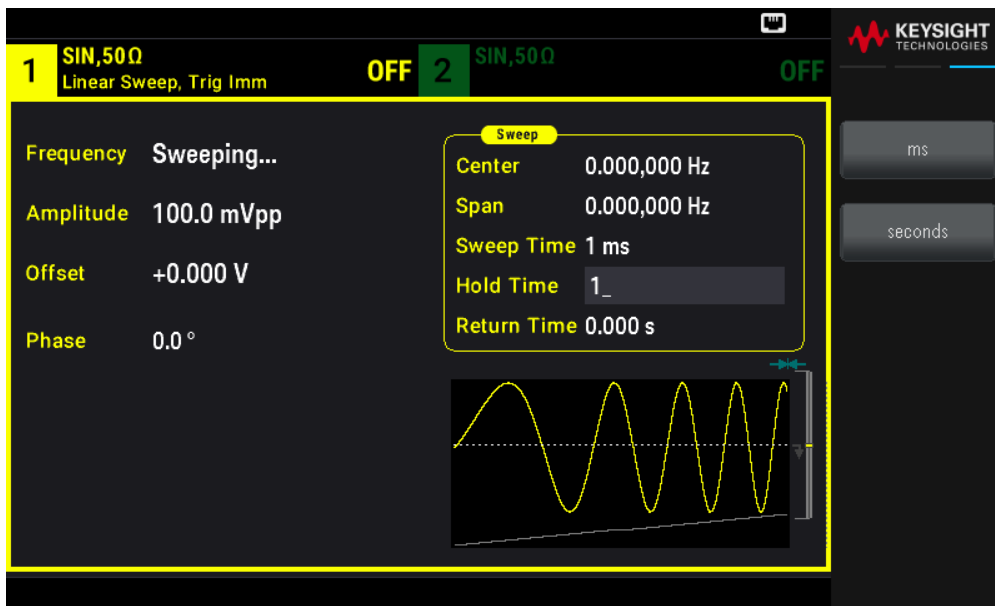 KEYSIGHT
TECHNOLOGIES
1
SIN,50Ω
Linear Sweep, Trig Imm
OFF
2
SIN,50Ω
OFF
Frequency Sweeping...
Amplitude 100.0 mVpp
Offset +0.000 V
Phase 0.0 °
Sweep
Center 0.000,000 Hz
Span 0.000,000 Hz
Sweep Time 1 ms
Hold Time 1_
Return Time 0.000 s
ms
seconds